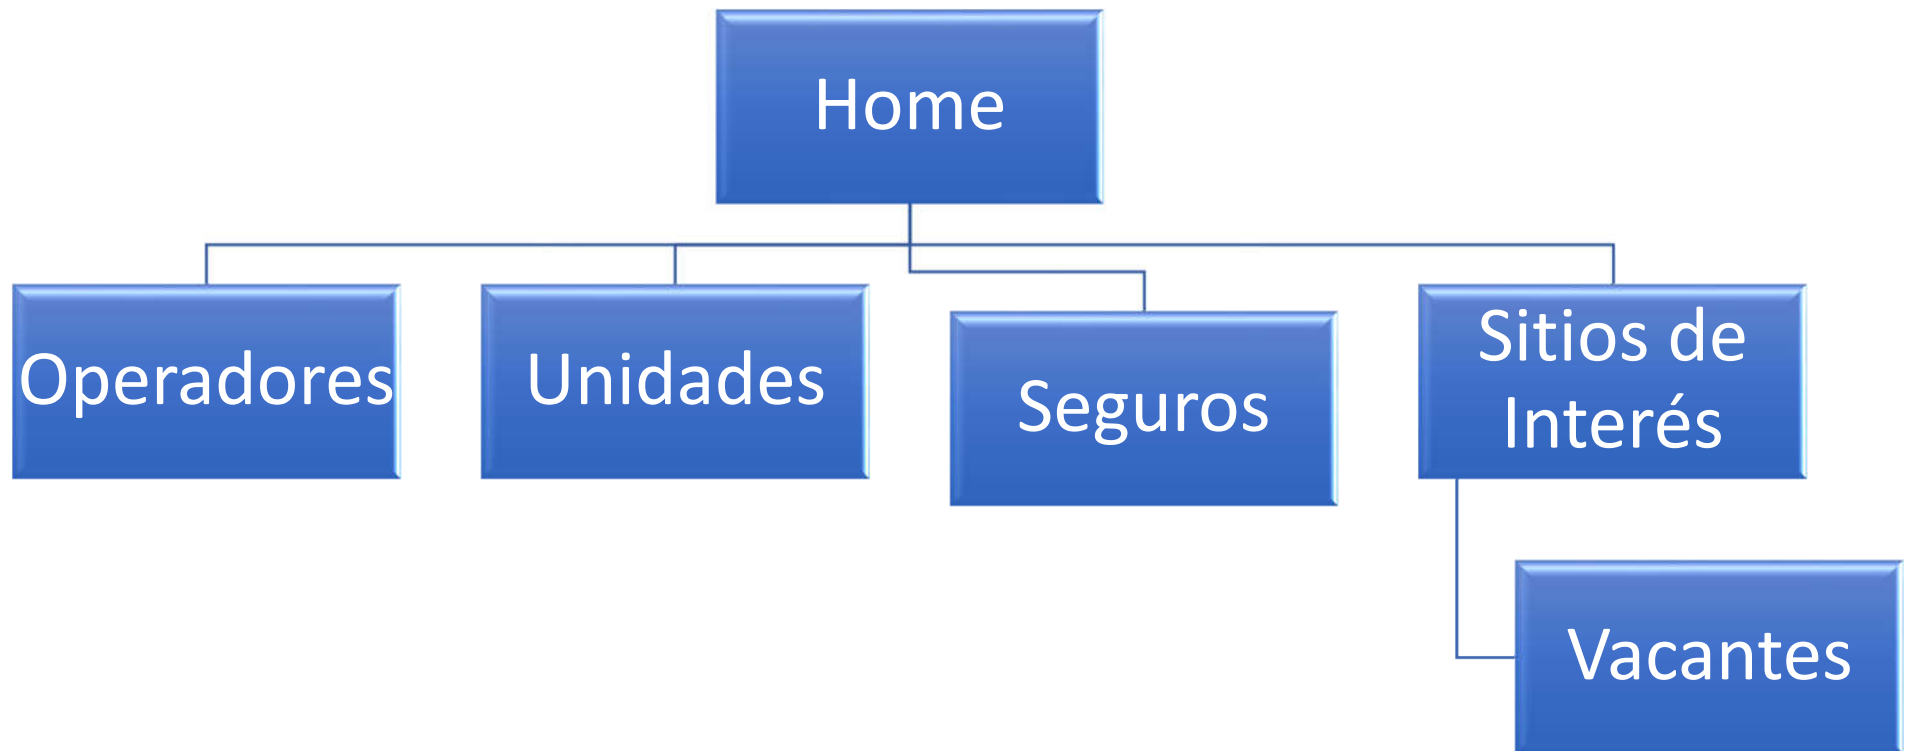 Home
Operadores
Unidades
Seguros
Sitios de
Interés
Vacantes